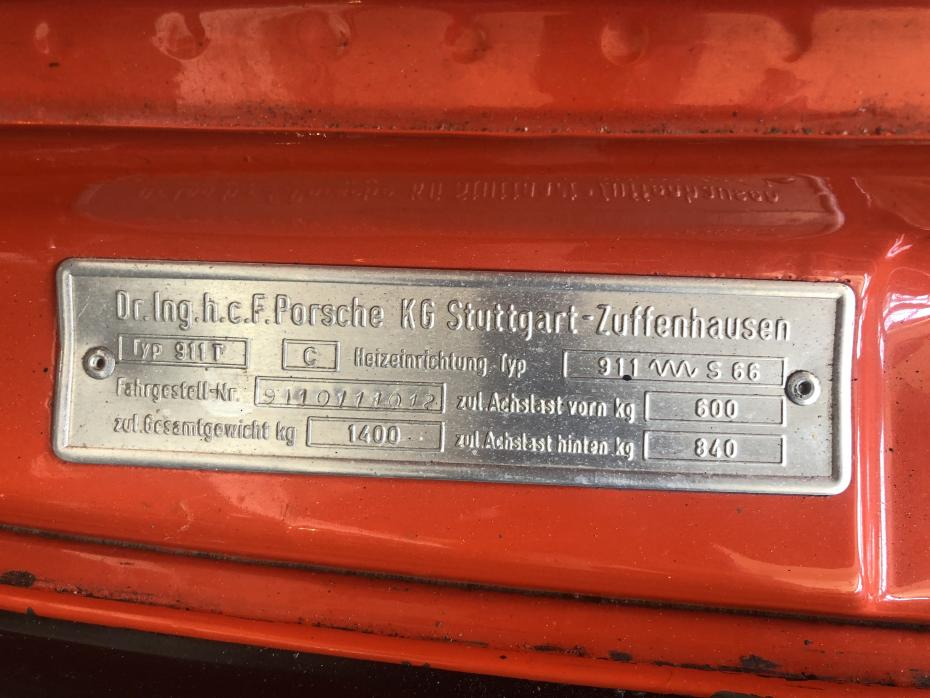 Dr. Ing. h.c. F. Porsche KG Stuttgart-Zuffenhausen
Typ 911T C Heizeinrichtung Typ 911 S 66
Fahrgestell-Nr. 9110111012 zul. Achslast vorn kg 600
zul. Gesamtgewicht kg 1400 zul. Achslast hinten kg 840